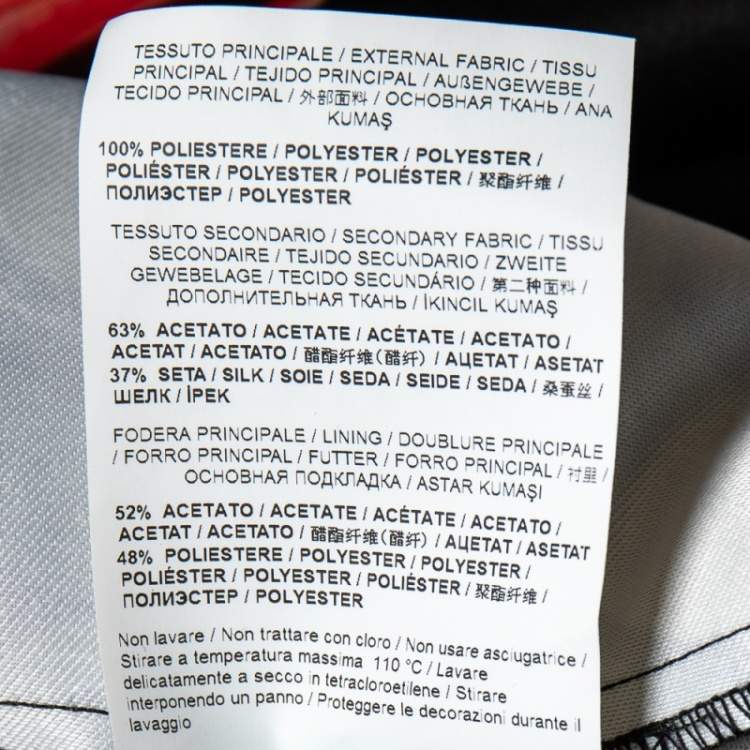 TESSUTO PRINCIPALE / EXTERNAL FABRIC / TISSU
PRINCIPAL / TEJIDO PRINCIPAL / AUßENGEWEBE /
TECIDO PRINCIPAL / 外部面料 / ОСНОВНАЯ ТКАНЬ / ANA
KUMAŞ
100% POLIESTERE / POLYESTER / POLYESTER /
POLIÉSTER / POLYESTER / POLIÉSTER / 聚酯纤维 /
ПОЛИЭСТЕР / POLYESTER
TESSUTO SECONDARIO / SECONDARY FABRIC / TISSU
SECONDAIRE / TEJIDO SECUNDARIO / ZWEITE
GEWEBELAGE / TECIDO SECUNDÁRIO / 第二种面料 /
ДОПОЛНИТЕЛЬНАЯ ТКАНЬ / İKINCIL KUMAŞ
63% ACETATO / ACETATE / ACÉTATE / ACETATO /
ACETAT / ACETATO / 醋酯纤维(醋纤) / АЦЕТАТ / ASETAT
37% SETA / SILK / SOIE / SEDA / SEIDE / SEDA / 桑蚕丝 /
ШЕЛК / İPEK
FODERA PRINCIPALE / LINING / DOUBLURE PRINCIPALE
/ FORRO PRINCIPAL / FUTTER / FORRO PRINCIPAL / 衬里 /
ОСНОВНАЯ ПОДКЛАДКА / ASTAR KUMAŞI
52% ACETATO / ACETATE / ACÉTATE / ACETATO /
ACETAT / ACETATO / 醋酯纤维(醋纤) / АЦЕТАТ / ASETAT
48% POLIESTERE / POLYESTER / POLYESTER /
POLIÉSTER / POLYESTER / POLIÉSTER / 聚酯纤维 /
ПОЛИЭСТЕР / POLYESTER
Non lavare / Non trattare con cloro / Non usare asciugatrice /
Stirare a temperatura massima 110 °C / Lavare
delicatamente a secco in tetracloroetilene / Stirare
interponendo un panno / Proteggere le decorazioni durante il
lavaggio